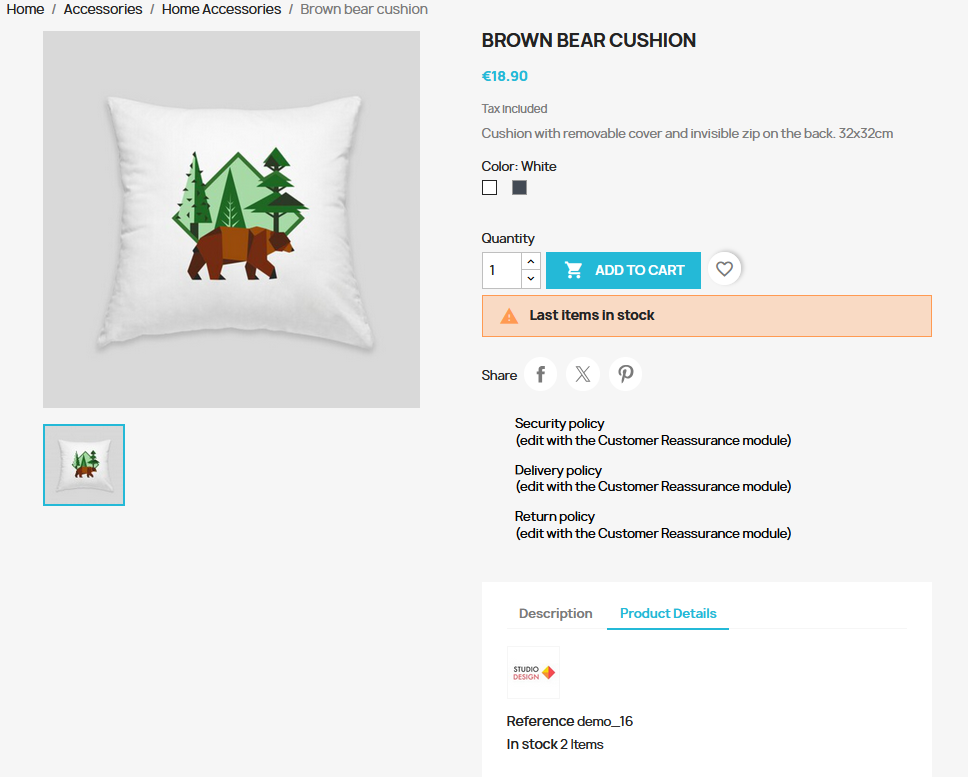 Home / Accessories / Home Accessories / Brown bear cushion
BROWN BEAR CUSHION
€18.90
Tax included
Cushion with removable cover and invisible zip on the back. 32x32cm
Color: White
Quantity
1
ADD TO CART
Last items in stock
Share
Security policy
(edit with the Customer Reassurance module)
Delivery policy
(edit with the Customer Reassurance module)
Return policy
(edit with the Customer Reassurance module)
Description Product Details
STUDIO
DESIGN
Reference demo_16
In stock 2 Items